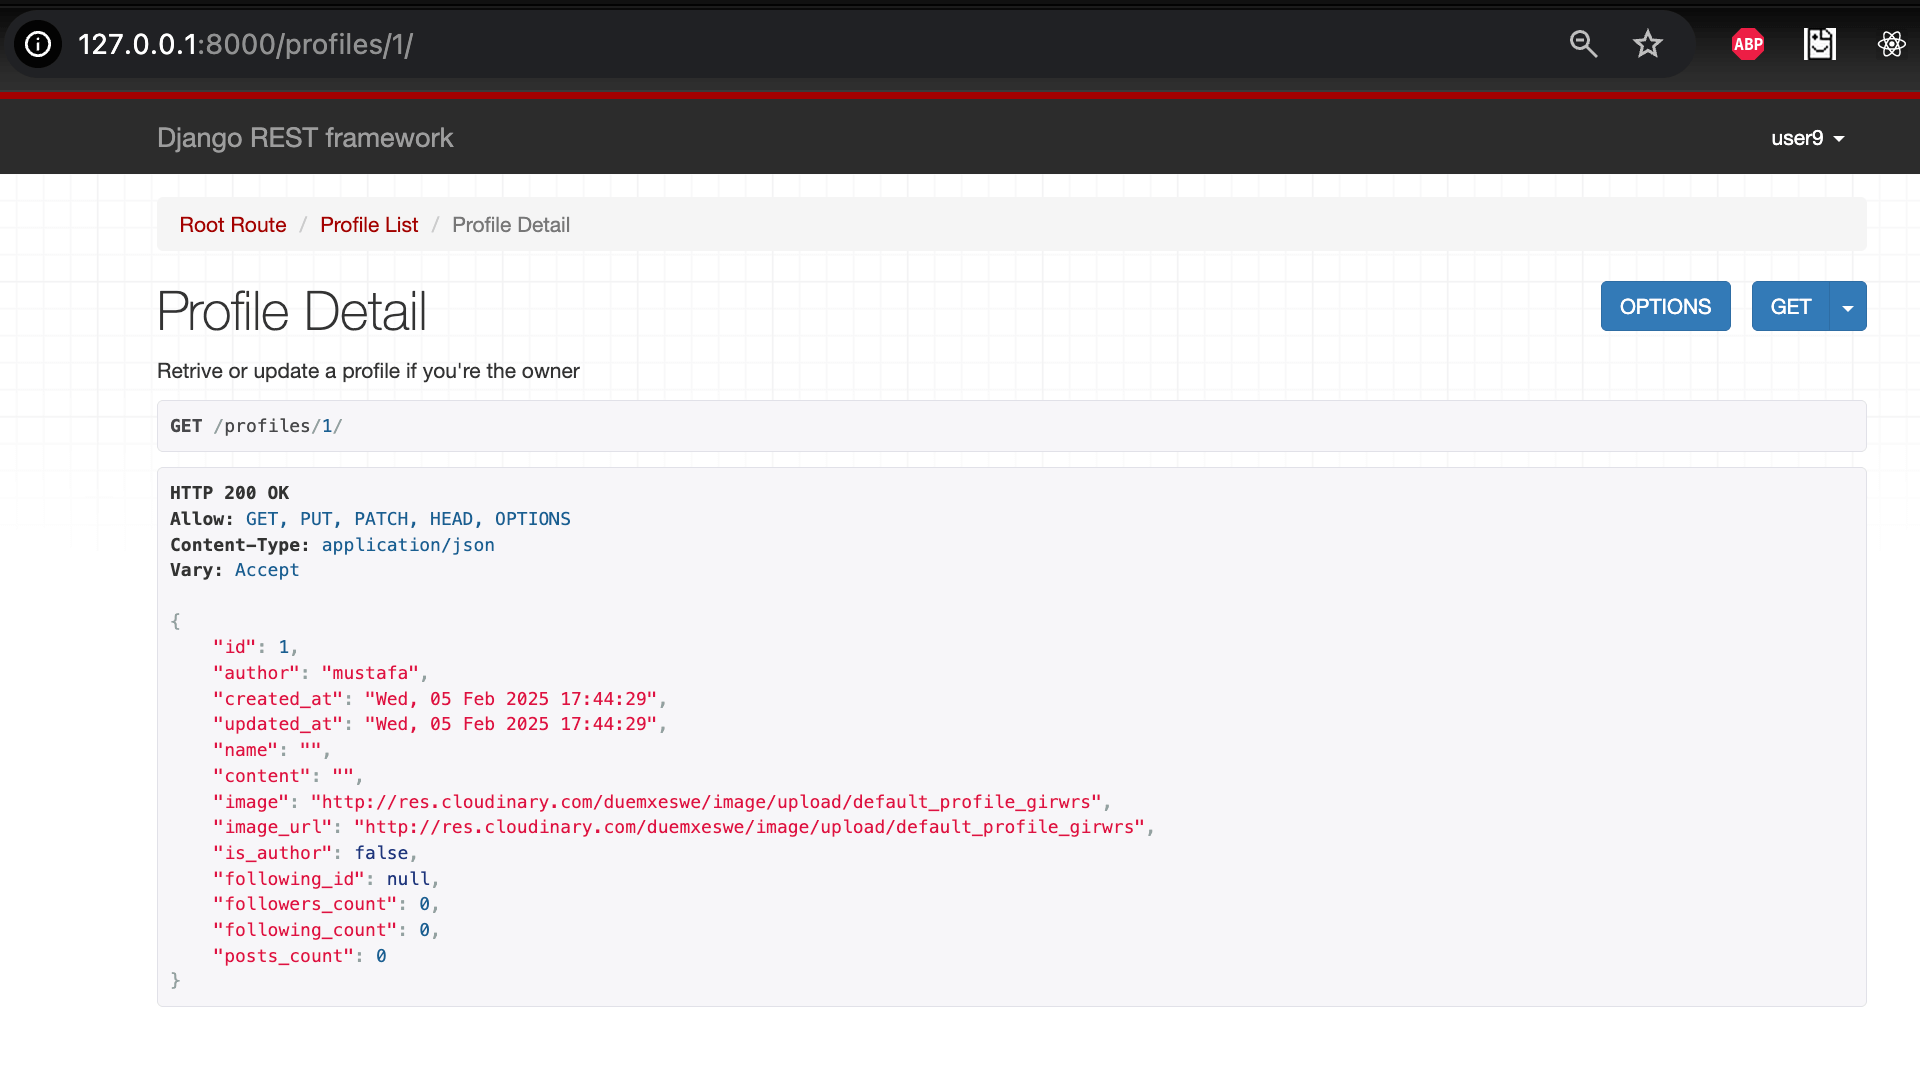 127.0.0.1:8000/profiles/1/
ABP
Django REST framework
user9
Root Route / Profile List / Profile Detail
Profile Detail
OPTIONS
GET
Retrive or update a profile if you're the owner
GET /profiles/1/
HTTP 200 OK
Allow: GET, PUT, PATCH, HEAD, OPTIONS
Content-Type: application/json
Vary: Accept
{
    "id": 1,
    "author": "mustafa",
    "created_at": "Wed, 05 Feb 2025 17:44:29",
    "updated_at": "Wed, 05 Feb 2025 17:44:29",
    "name": "",
    "content": "",
    "image": "http://res.cloudinary.com/duemxeswe/image/upload/default_profile_girwrs",
    "image_url": "http://res.cloudinary.com/duemxeswe/image/upload/default_profile_girwrs",
    "is_author": false,
    "following_id": null,
    "followers_count": 0,
    "following_count": 0,
    "posts_count": 0
}